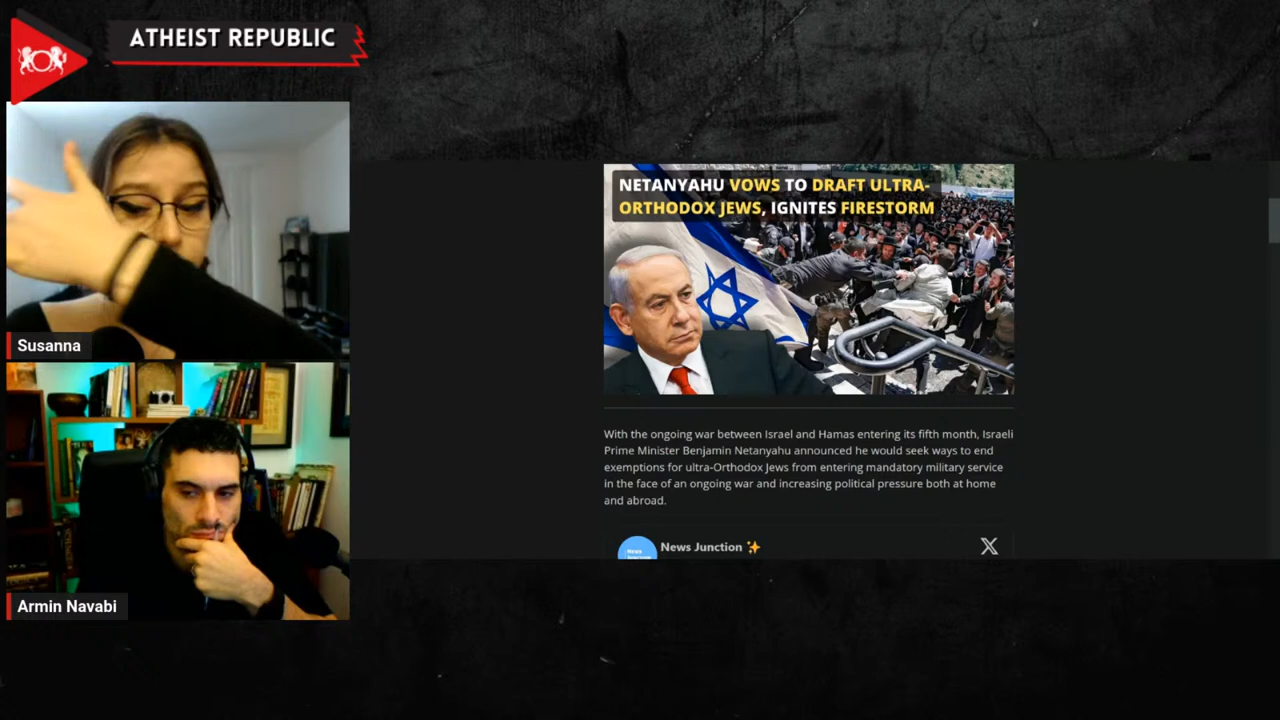 ATHEIST REPUBLIC
Susanna
Armin Navabi
NETANYAHU VOWS TO DRAFT ULTRA-
ORTHODOX JEWS, IGNITES FIRESTORM
With the ongoing war between Israel and Hamas entering its fifth month, Israeli
Prime Minister Benjamin Netanyahu announced he would seek ways to end
exemptions for ultra-Orthodox Jews from entering mandatory military service
in the face of an ongoing war and increasing political pressure both at home
and abroad.
News Junction